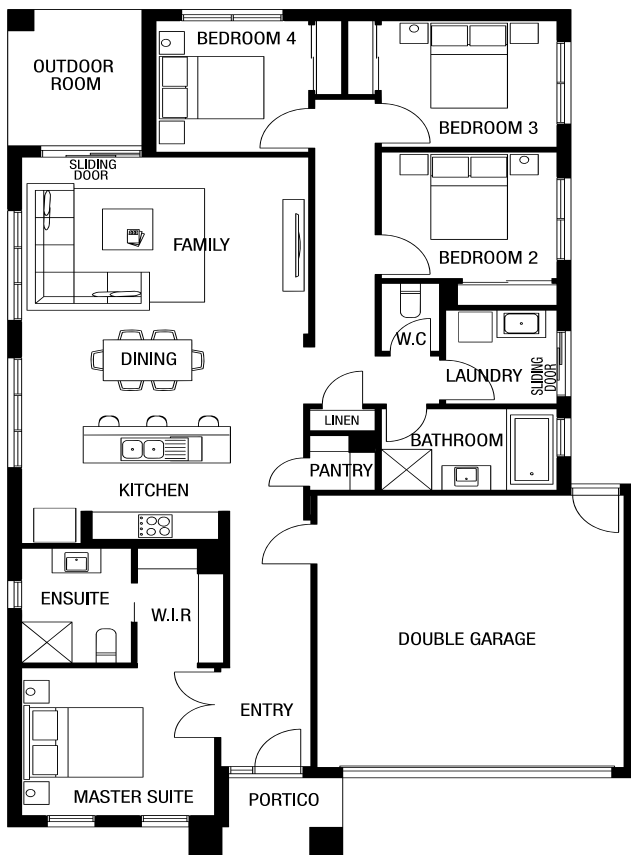 BEDROOM 4
OUTDOOR
ROOM
BEDROOM 3
SLIDING
DOOR
FAMILY
BEDROOM 2
W.C
DINING
LAUNDRY
SLIDING
DOOR
LINEN
BATHROOM
PANTRY
KITCHEN
ENSUITE
W.I.R
DOUBLE GARAGE
ENTRY
MASTER SUITE
PORTICO